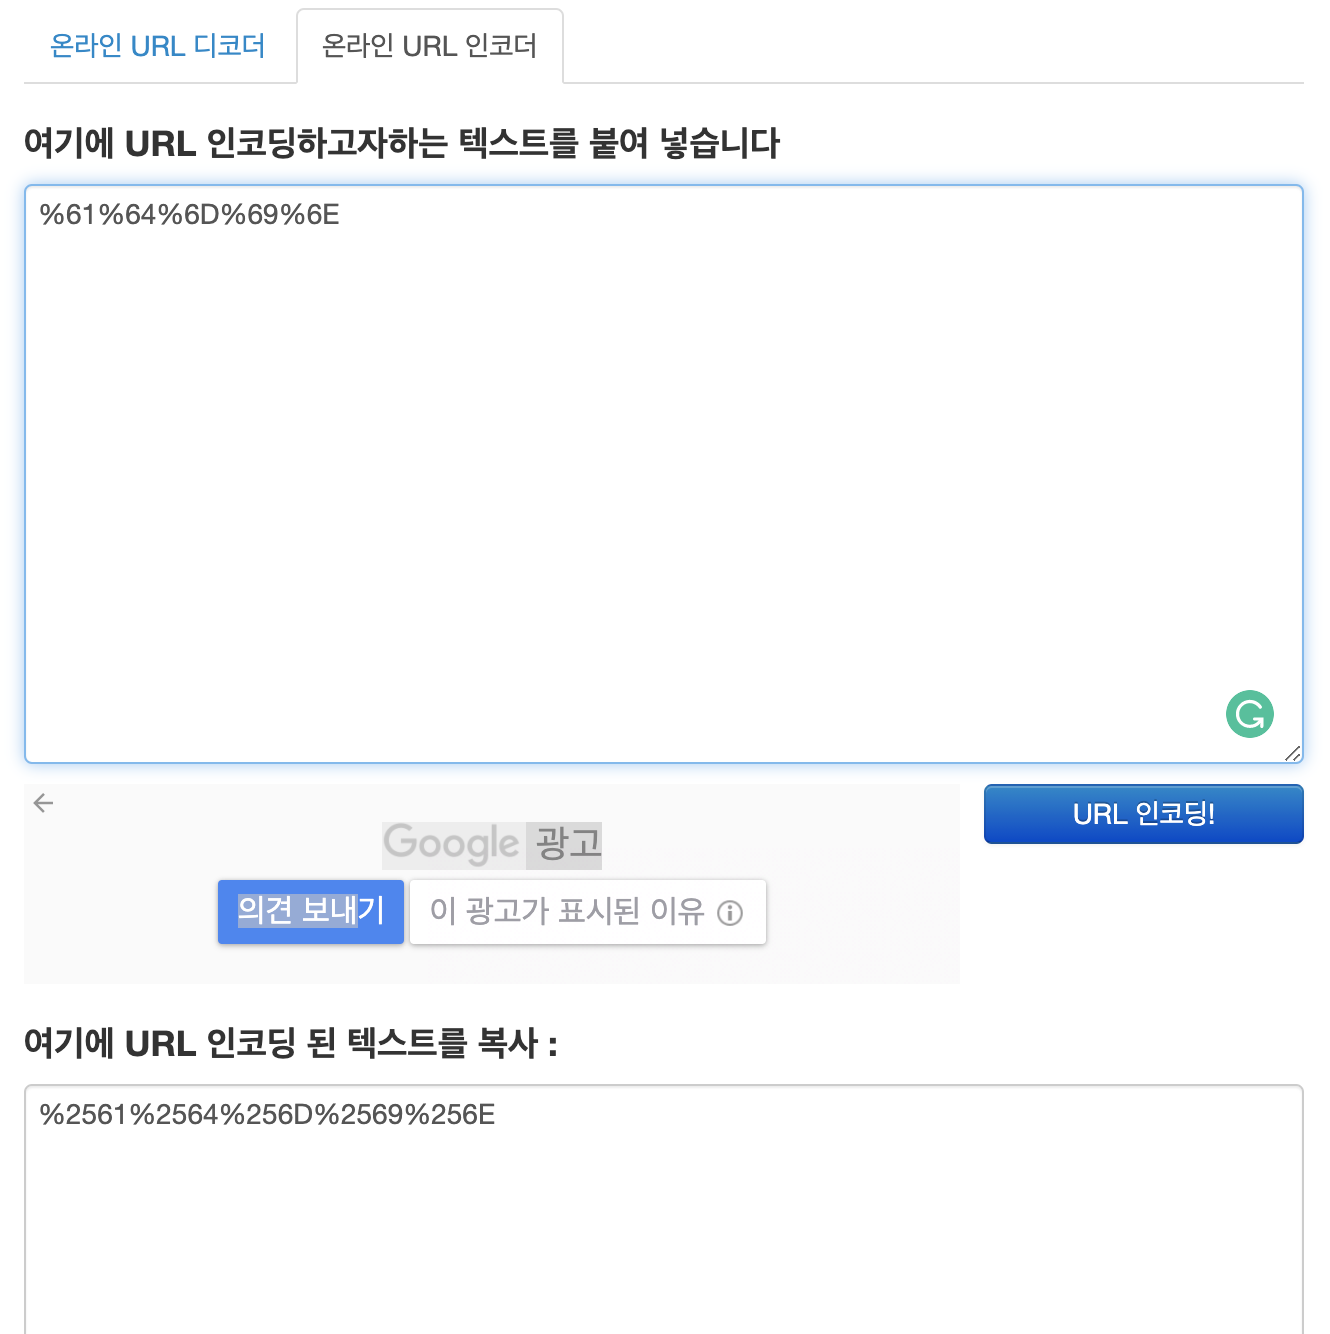 온라인 URL 디코더
온라인 URL 인코더
여기에 URL 인코딩하고자하는 텍스트를 붙여 넣습니다
%61%64%6D%69%6E
URL 인코딩!
Google 광고
의견 보내기
이 광고가 표시된 이유
여기에 URL 인코딩 된 텍스트를 복사 :
%2561%2564%256D%2569%256E